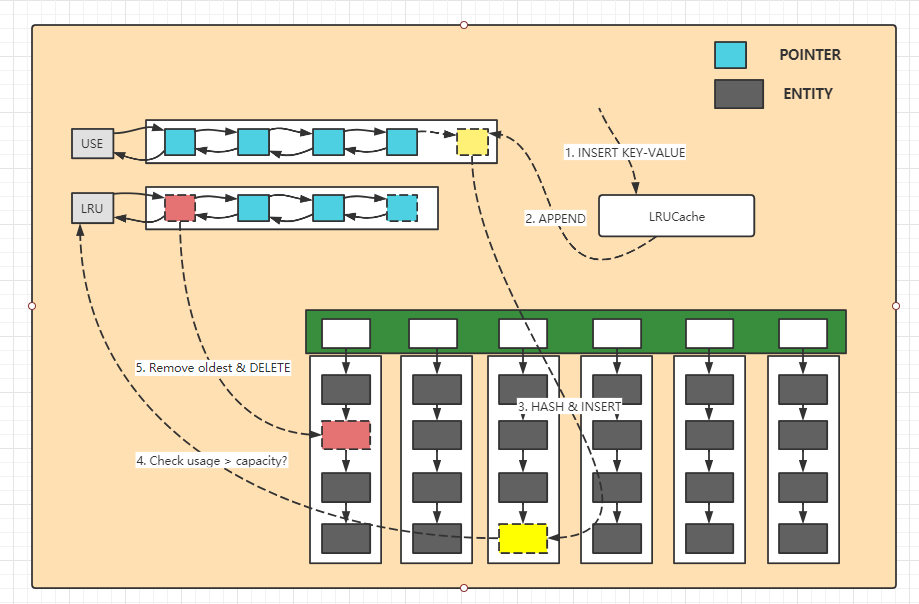 POINTER
ENTITY
USE
1. INSERT KEY-VALUE
LRU
2. APPEND
LRUCache
5. Remove oldest & DELETE
3. HASH & INSERT
4. Check usage > capacity?